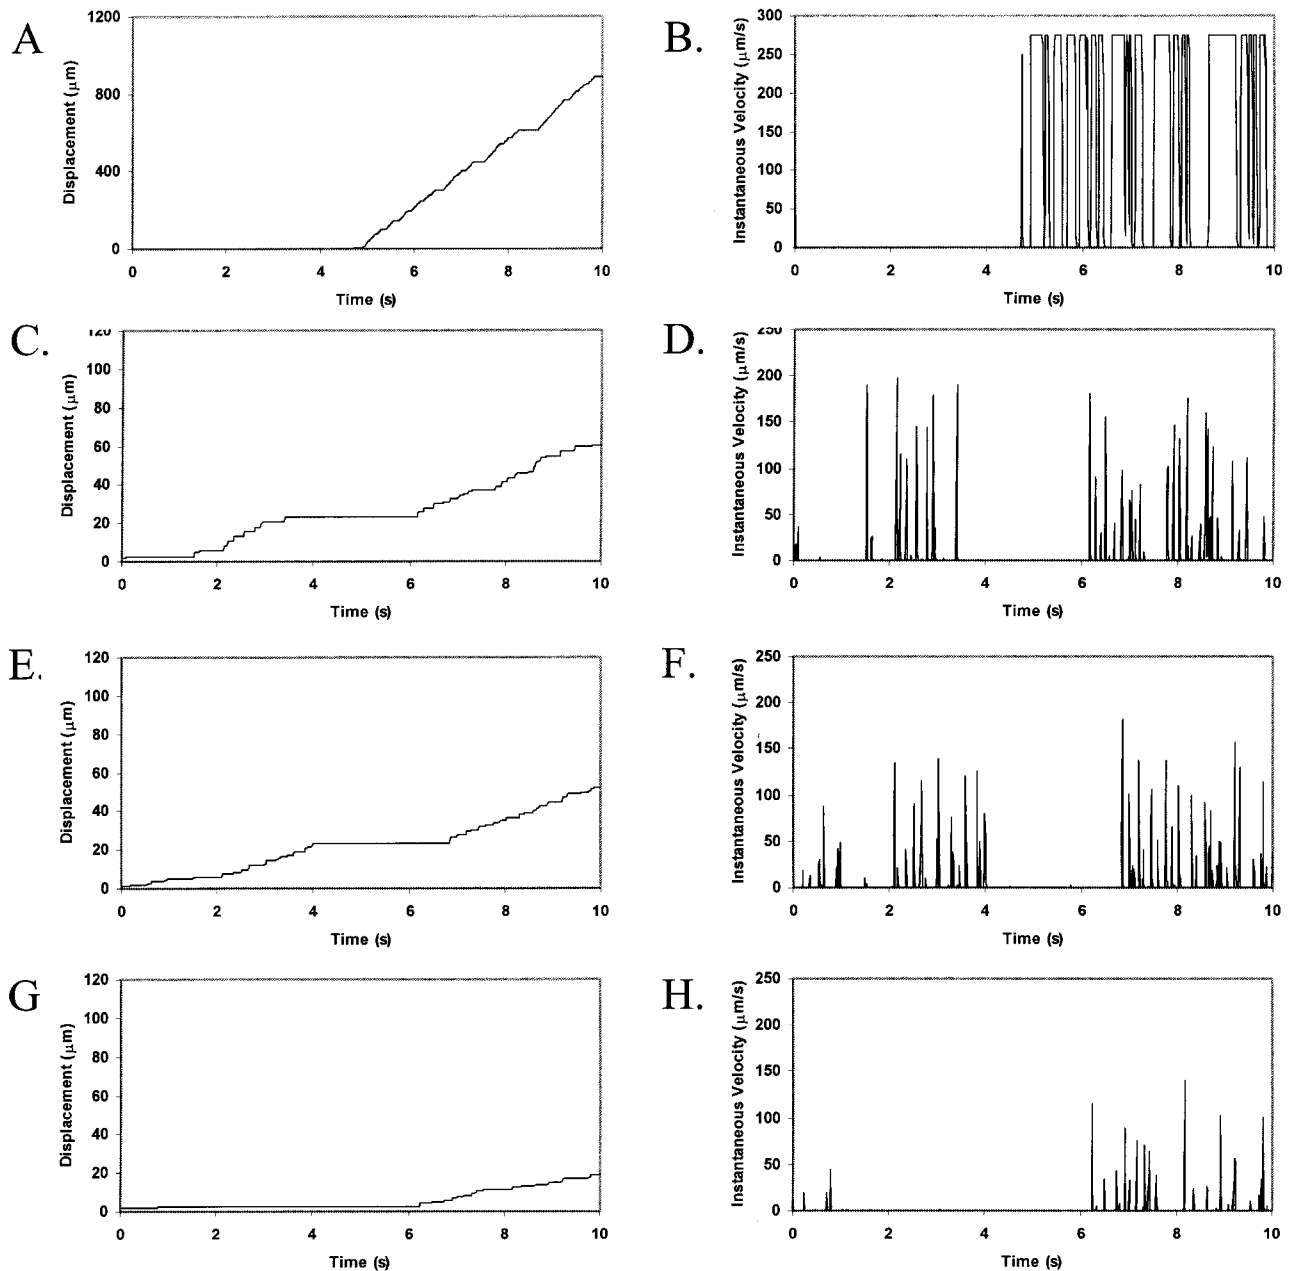 A
1200
800
400
0
Displacement (μm)
0 2 4 6 8 10
Time (s)
B.
300
250
200
150
100
50
0
Instantaneous Velocity (μm/s)
0 2 4 6 8 10
Time (s)
C.
120
100
80
60
40
20
0
Displacement (μm)
0 2 4 6 8 10
Time (s)
D.
250
200
150
100
50
0
Instantaneous Velocity (μm/s)
0 2 4 6 8 10
Time (s)
E.
120
100
80
60
40
20
0
Displacement (μm)
0 2 4 6 8 10
Time (s)
F.
250
200
150
100
50
0
Instantaneous Velocity (μm/s)
0 2 4 6 8 10
Time (s)
G
120
100
80
60
40
20
0
Displacement (μm)
0 2 4 6 8 10
Time (s)
H.
250
200
150
100
50
0
Instantaneous Velocity (μm/s)
0 2 4 6 8 10
Time (s)